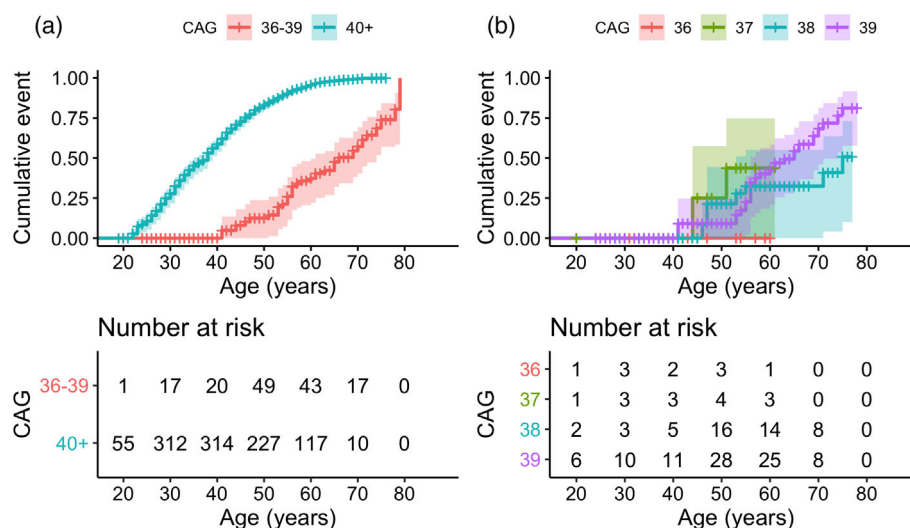 (a) CAG 36-39 40+
Cumulative event
1.00
0.75
0.50
0.25
0.00
20 30 40 50 60 70 80
Age (years)
Number at risk
CAG
36-39 1 17 20 49 43 17 0
40+ 55 312 314 227 117 10 0
20 30 40 50 60 70 80
Age (years)
(b) CAG 36 37 38 39
Cumulative event
1.00
0.75
0.50
0.25
0.00
20 30 40 50 60 70 80
Age (years)
Number at risk
CAG
36 1 3 2 3 1 0 0
37 1 3 3 4 3 0 0
38 2 3 5 16 14 8 0
39 6 10 11 28 25 8 0
20 30 40 50 60 70 80
Age (years)